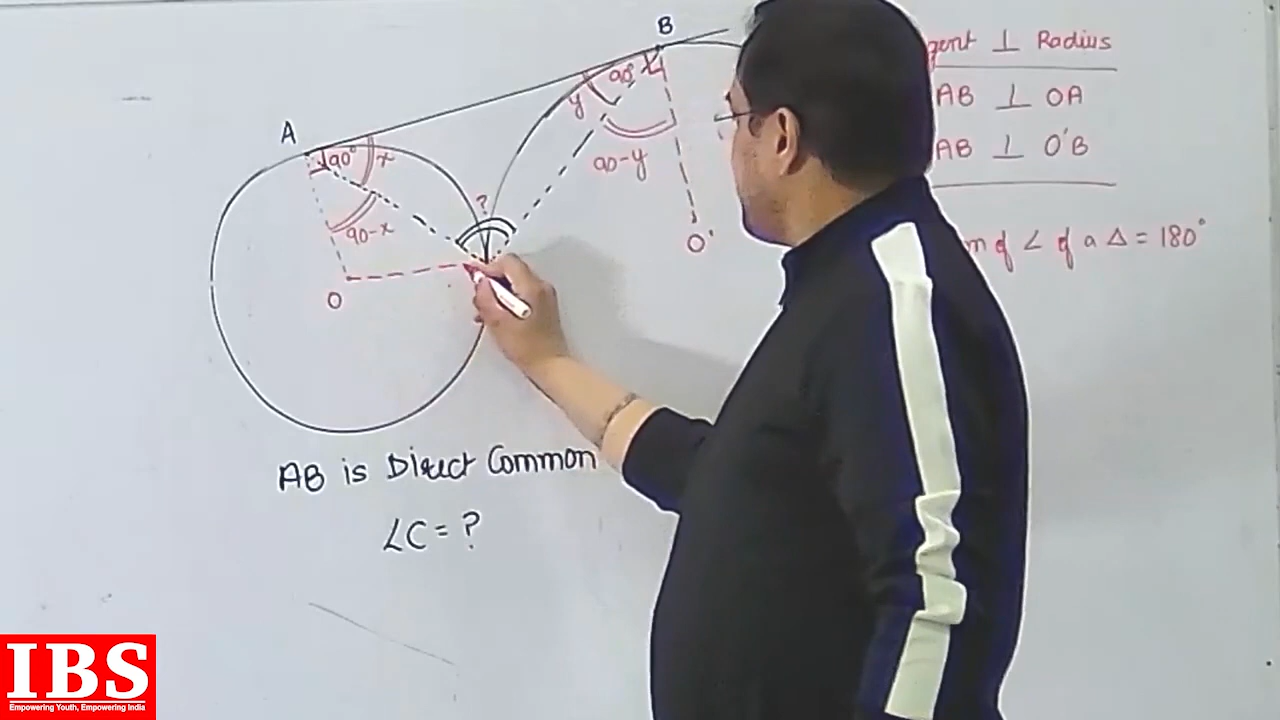 B
gent ⊥ Radius
AB ⊥ OA
AB ⊥ O'B
m of ∠ of a Δ = 180°
A
90°
x
90-x
O
?
y
90°
90-y
O'
AB is Direct Common
∠C = ?
IBS
Empowering Youth, Empowering India